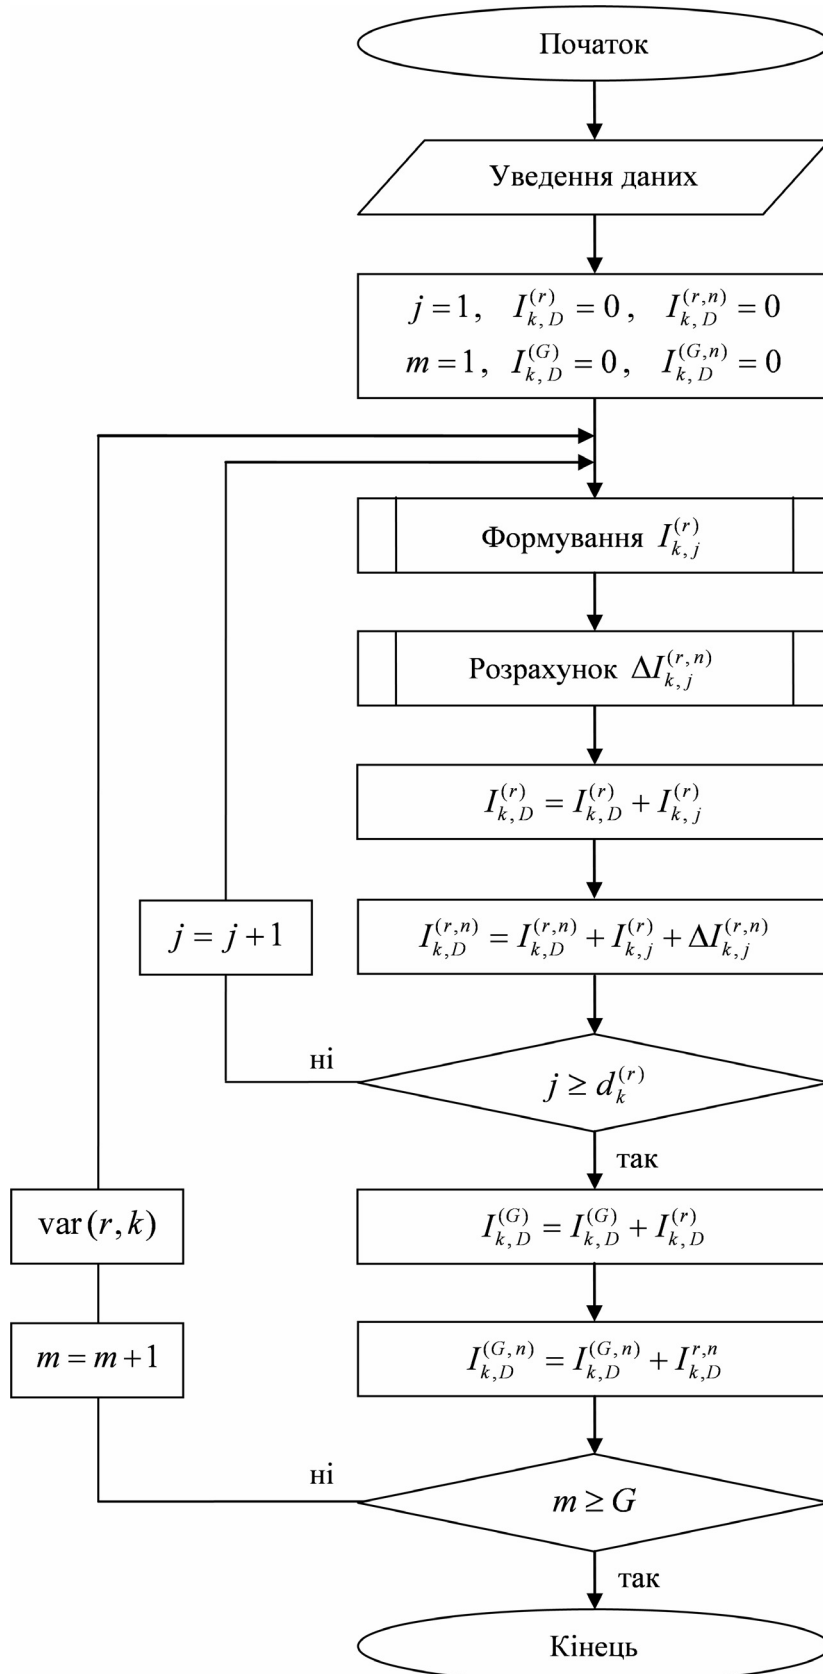 Початок
Уведення даних
j = 1, I_{k,D}^{(r)} = 0, I_{k,D}^{(r,n)} = 0
m = 1, I_{k,D}^{(G)} = 0, I_{k,D}^{(G,n)} = 0
Формування I_{k,j}^{(r)}
Розрахунок ΔI_{k,j}^{(r,n)}
I_{k,D}^{(r)} = I_{k,D}^{(r)} + I_{k,j}^{(r)}
j = j + 1
I_{k,D}^{(r,n)} = I_{k,D}^{(r,n)} + I_{k,j}^{(r)} + ΔI_{k,j}^{(r,n)}
ні
j ≥ d_k^{(r)}
так
var(r, k)
I_{k,D}^{(G)} = I_{k,D}^{(G)} + I_{k,D}^{(r)}
m = m + 1
I_{k,D}^{(G,n)} = I_{k,D}^{(G,n)} + I_{k,D}^{r,n}
ні
m ≥ G
так
Кінець